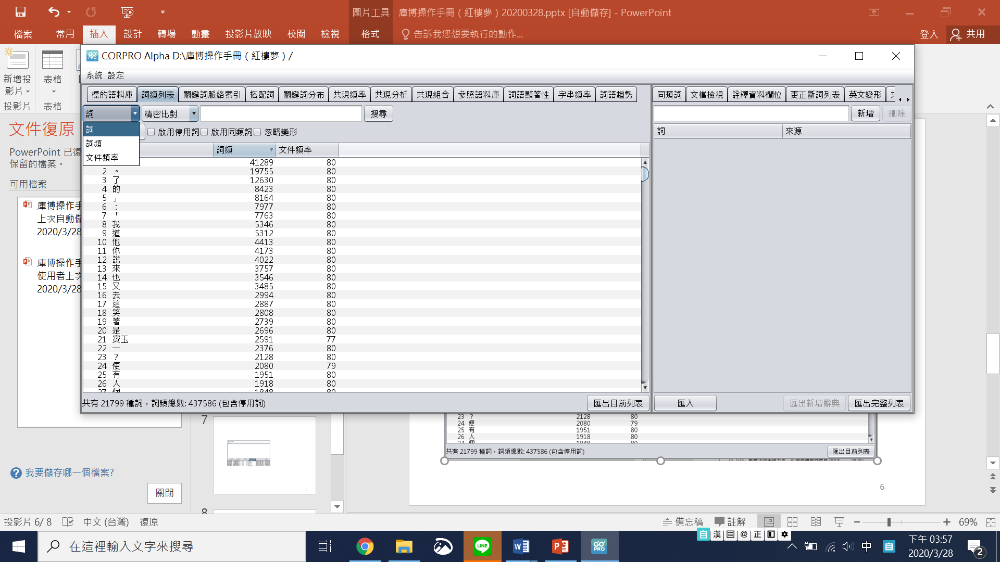 圖片工具
庫博操作手冊（紅樓夢）20200328.pptx [自動儲存] - PowerPoint
檔案 常用 插入 設計 轉場 動畫 投影片放映 校閱 檢視 格式 告訴我您想要執行的動作... 登入 共用
CORPRO Alpha D:\庫博操作手冊（紅樓夢）/
系統 設定
新增投影片
表格
投影片 表格
標的語料庫 詞頻列表 關鍵詞脈絡索引 搭配詞 關鍵詞分布 共現頻率 共現分析 共現組合 參照語料庫 詞語顯著性 字串頻率 詞語趨勢
同類詞 文檔檢視 詮釋資料欄位 更正斷詞列表 英文變形
詞 精密比對 搜尋 新增 刪除
詞
詞頻
文件頻率
啟用停用詞 啟用同類詞 忽略變形
詞 來源
詞頻 文件頻率
41289 80
2 。 19755 80
3 了 12630 80
4 的 8423 80
5 」 8164 80
6 ： 7977 80
7 「 7763 80
8 我 5346 80
9 道 5312 80
10 他 4413 80
11 你 4173 80
12 說 4022 80
13 來 3757 80
14 也 3546 80
15 又 3485 80
16 去 2994 80
17 這 2887 80
18 笑 2808 80
19 著 2739 80
20 是 2696 80
21 寶玉 2591 77
22 一 2376 80
23 ？ 2128 80
24 便 2080 79
25 有 1951 80
26 人 1918 80
27 個 1848 80
共有 21799 種詞，詞頻總數: 437586 (包含停用詞)
匯出目前列表 匯入 匯出新增辭典 匯出完整列表
文件復原
PowerPoint 已復
保留的檔案。
可用檔案
庫博操作手
上次自動儲
2020/3/28
庫博操作手
使用者上次
2020/3/28
我要儲存哪一個檔案?
關閉
7
8
23 ？ 2128 80
24 便 2080 79
25 有 1951 80
26 人 1918 80
27 個 1848 80
共有 21799 種詞，詞頻總數: 437586 (包含停用詞)
匯出目前列表
6
投影片 6/ 8 中文 (台灣) 復原 備忘稿 註解 69%
自 漢 @ 正
在這裡輸入文字來搜尋
LINE
GO PRO
中 自
下午 03:57
2020/3/28
2